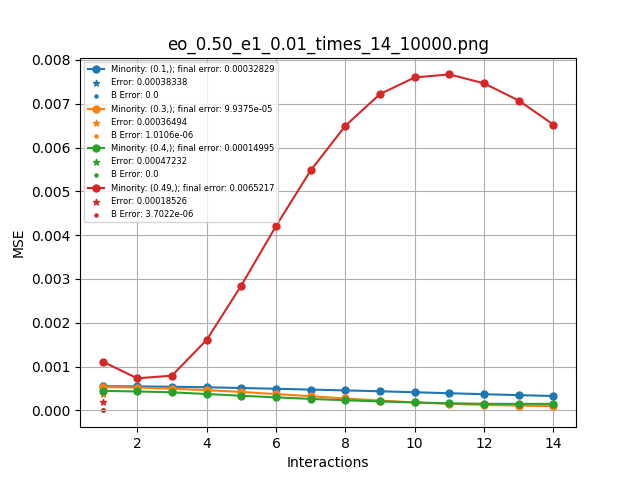 eo_0.50_e1_0.01_times_14_10000.png
0.008
0.007
0.006
0.005
0.004
0.003
0.002
0.001
0.000
MSE
Minority: (0.1,); final error: 0.00032829
Error: 0.00038338
B Error: 0.0
Minority: (0.3,); final error: 9.9375e-05
Error: 0.00036494
B Error: 1.0106e-06
Minority: (0.4,); final error: 0.00014995
Error: 0.00047232
B Error: 0.0
Minority: (0.49,); final error: 0.0065217
Error: 0.00018526
B Error: 3.7022e-06
2 4 6 8 10 12 14
Interactions